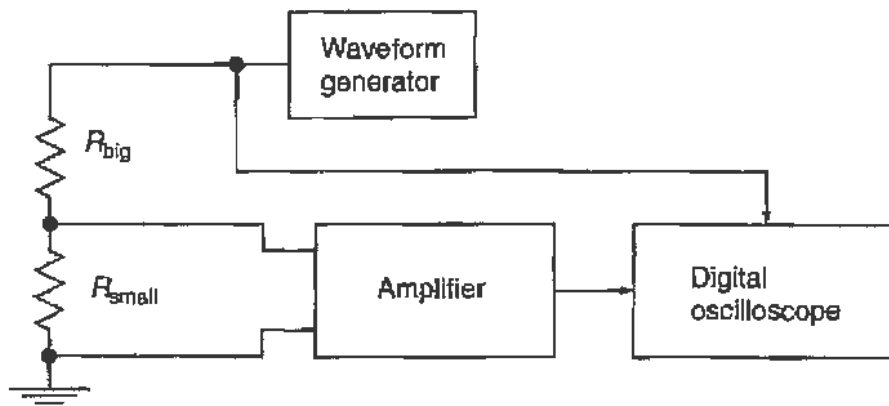 Waveform
generator
R_big
R_small
Amplifier
Digital
oscilloscope